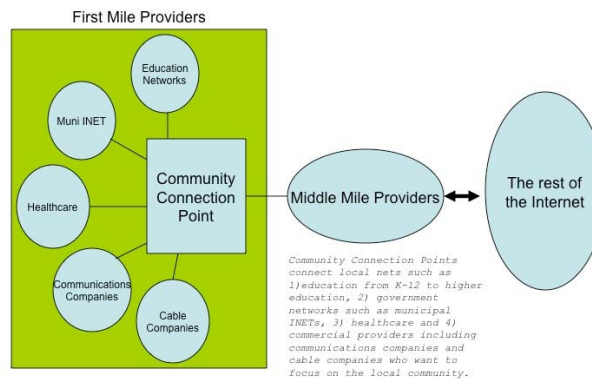 First Mile Providers
Education
Networks
Muni INET
Healthcare
Communications
Companies
Cable
Companies
Community
Connection
Point
Middle Mile Providers
The rest of
the Internet
Community Connection Points
connect local nets such as
1)education from K-12 to higher
education, 2) government
networks such as municipal
INETs, 3) healthcare and 4)
commercial providers including
communications companies and
cable companies who want to
focus on the local community.